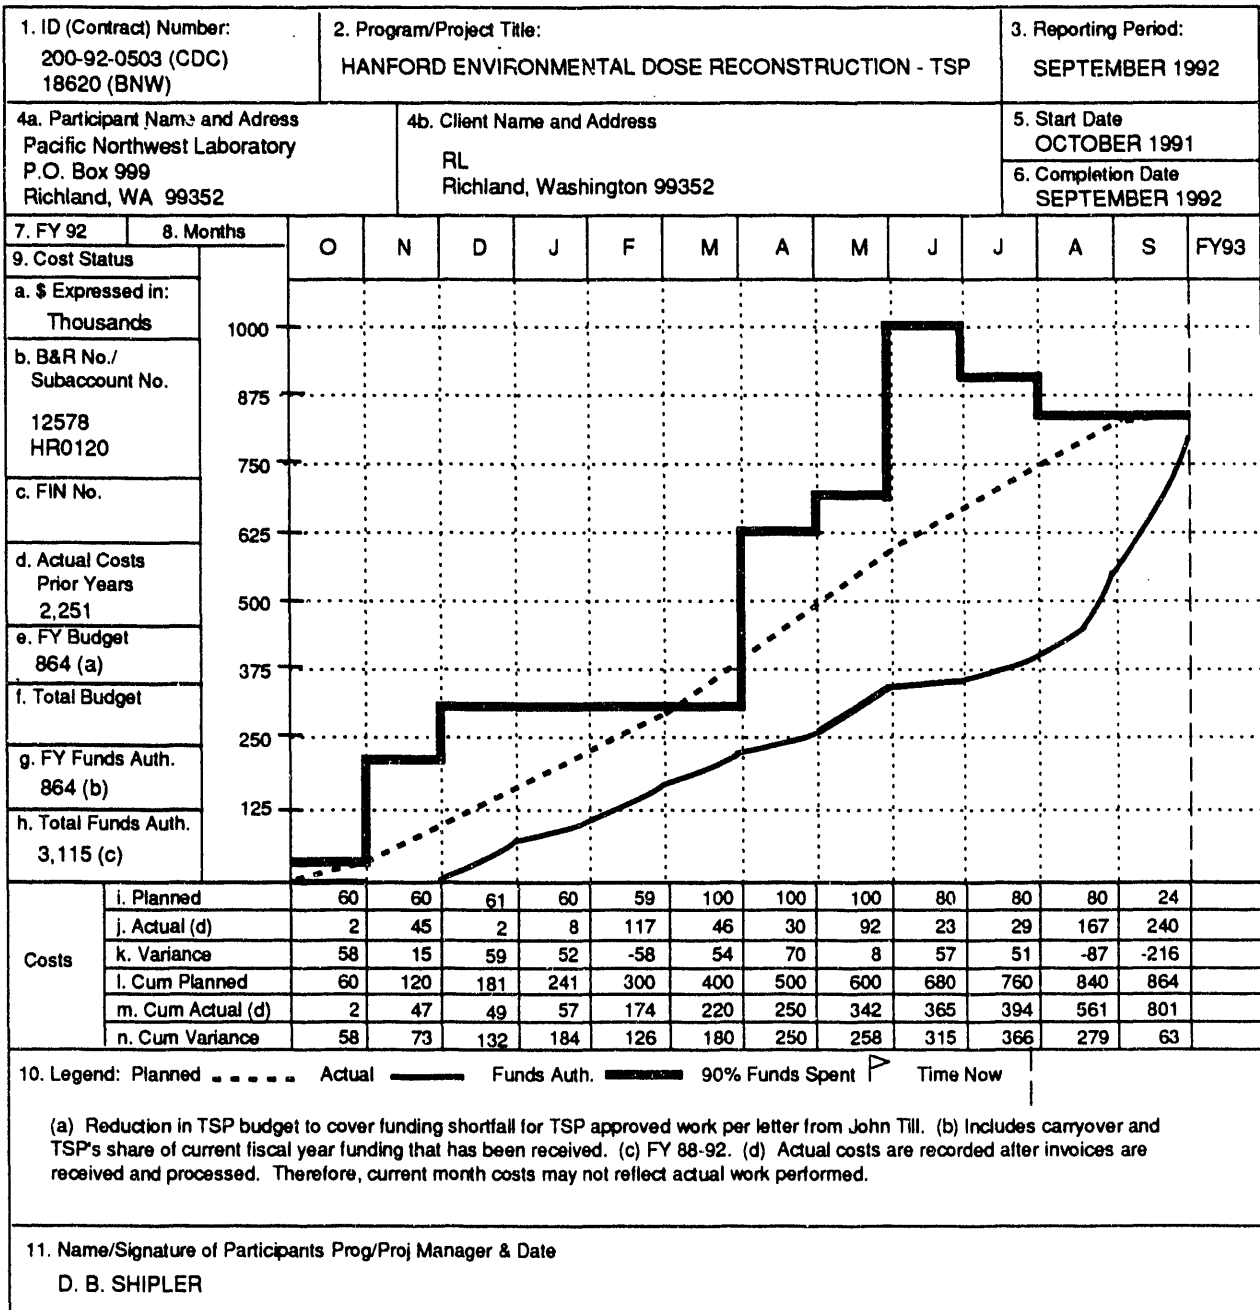 1. ID (Contract) Number:
200-92-0503 (CDC)
18620 (BNW)
2. Program/Project Title:
HANFORD ENVIRONMENTAL DOSE RECONSTRUCTION - TSP
3. Reporting Period:
SEPTEMBER 1992
4a. Participant Name and Adress
Pacific Northwest Laboratory
P.O. Box 999
Richland, WA 99352
4b. Client Name and Address
RL
Richland, Washington 99352
5. Start Date
OCTOBER 1991
6. Completion Date
SEPTEMBER 1992
7. FY 92
8. Months
O N D J F M A M J J A S FY93
9. Cost Status
a. $ Expressed in:
Thousands
b. B&R No./
Subaccount No.
12578
HR0120
c. FIN No.
d. Actual Costs
Prior Years
2,251
e. FY Budget
864 (a)
f. Total Budget
g. FY Funds Auth.
864 (b)
h. Total Funds Auth.
3,115 (c)
1000
875
750
625
500
375
250
125
Costs
i. Planned 60 60 61 60 59 100 100 100 80 80 80 24
j. Actual (d) 2 45 2 8 117 46 30 92 23 29 167 240
k. Variance 58 15 59 52 -58 54 70 8 57 51 -87 -216
l. Cum Planned 60 120 181 241 300 400 500 600 680 760 840 864
m. Cum Actual (d) 2 47 49 57 174 220 250 342 365 394 561 801
n. Cum Variance 58 73 132 184 126 180 250 258 315 366 279 63
10. Legend: Planned Actual Funds Auth. 90% Funds Spent Time Now
(a) Reduction in TSP budget to cover funding shortfall for TSP approved work per letter from John Till. (b) Includes carryover and
TSP's share of current fiscal year funding that has been received. (c) FY 88-92. (d) Actual costs are recorded after invoices are
received and processed. Therefore, current month costs may not reflect actual work performed.
11. Name/Signature of Participants Prog/Proj Manager & Date
D. B. SHIPLER